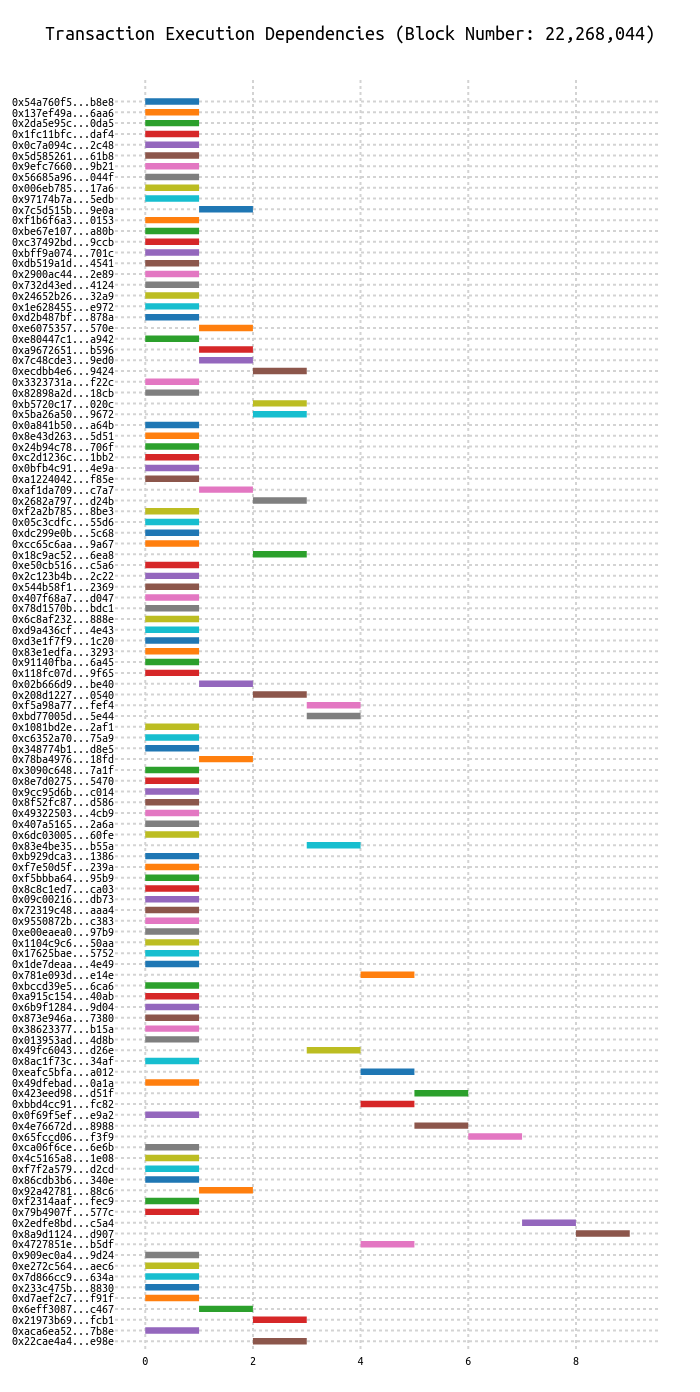 Transaction Execution Dependencies (Block Number: 22,268,044)
0x54a760f5...b8e8
0x137ef49a...6aa6
0x2da5e95c...0da5
0x1fc11bfc...daf4
0x0c7a094c...2c48
0x5d585261...61b8
0x9efc7660...9b21
0x56685a96...044f
0x006eb785...17a6
0x97174b7a...5edb
0x7c5d515b...9e0a
0xf1b6f6a3...0153
0xbe67e107...a80b
0xc37492bd...9ccb
0xbff9a074...701c
0xdb519a1d...4541
0x2900ac44...2e89
0x732d43ed...4124
0x24652b26...32a9
0x1e628455...e972
0xd2b487bf...878a
0xe6075357...570e
0xe80447c1...a942
0xa9672651...b596
0x7c48cde3...9ed0
0xecdbb4e6...9424
0x3323731a...f22c
0x82898a2d...18cb
0xb5720c17...020c
0x5ba26a50...9672
0x0a841b50...a64b
0x8e43d263...5d51
0x24b94c78...706f
0xc2d1236c...1bb2
0x0bfb4c91...4e9a
0xa1224042...f85e
0xaf1da709...c7a7
0x2682a797...d24b
0xf2a2b785...8be3
0x05c3cdfc...55d6
0xdc299e0b...5c68
0xcc65c6aa...9a67
0x18c9ac52...6ea8
0xe50cb516...c5a6
0x2c123b4b...2c22
0x544b58f1...2369
0x407f68a7...d047
0x78d1570b...bdc1
0x6c8af232...888e
0xd9a436cf...4e43
0xd3e1f7f9...1c20
0x83e1edfa...3293
0x91140fba...6a45
0x118fc07d...9f65
0x02b666d9...be40
0x208d1227...0540
0xf5a98a77...fef4
0xbd77005d...5e44
0x1081bd2e...2af1
0xc6352a70...75a9
0x348774b1...d8e5
0x78ba4976...18fd
0x3090c648...7a1f
0x8e7d0275...5470
0x9cc95d6b...c014
0x8f52fc87...d586
0x49322503...4cb9
0x407a5165...2a6a
0x6dc03005...60fe
0x83e4be35...b55a
0xb929dca3...1386
0xf7e50d5f...239a
0xf5bbba64...95b9
0x8c8c1ed7...ca03
0x09c00216...db73
0x72319c48...aaa4
0x9550872b...c383
0xe00eaea0...97b9
0x1104c9c6...50aa
0x17625bae...5752
0x1de7deaa...4e49
0x781e093d...e14e
0xbccd39e5...6ca6
0xa915c154...40ab
0x6b9f1284...9d04
0x873e946a...7380
0x38623377...b15a
0x013953ad...4d8b
0x49fc6043...d26e
0x8ac1f73c...34af
0xeafc5bfa...a012
0x49dfebad...0a1a
0x423eed98...d51f
0xbbd4cc91...fc82
0x0f69f5ef...e9a2
0x4e76672d...8988
0x65fccd06...f3f9
0xca06f6ce...6e6b
0x4c5165a8...1e08
0xf7f2a579...d2cd
0x86cdb3b6...340e
0x92a42781...88c6
0xf2314aaf...fec9
0x79b4907f...577c
0x2edfe8bd...c5a4
0x8a9d1124...d907
0x4727851e...b5df
0x909ec0a4...9d24
0xe272c564...aec6
0x7d866cc9...634a
0x233c475b...8830
0xd7aef2c7...f91f
0x6eff3087...c467
0x21973b69...fcb1
0xaca6ea52...7b8e
0x22cae4a4...e98e
0 2 4 6 8